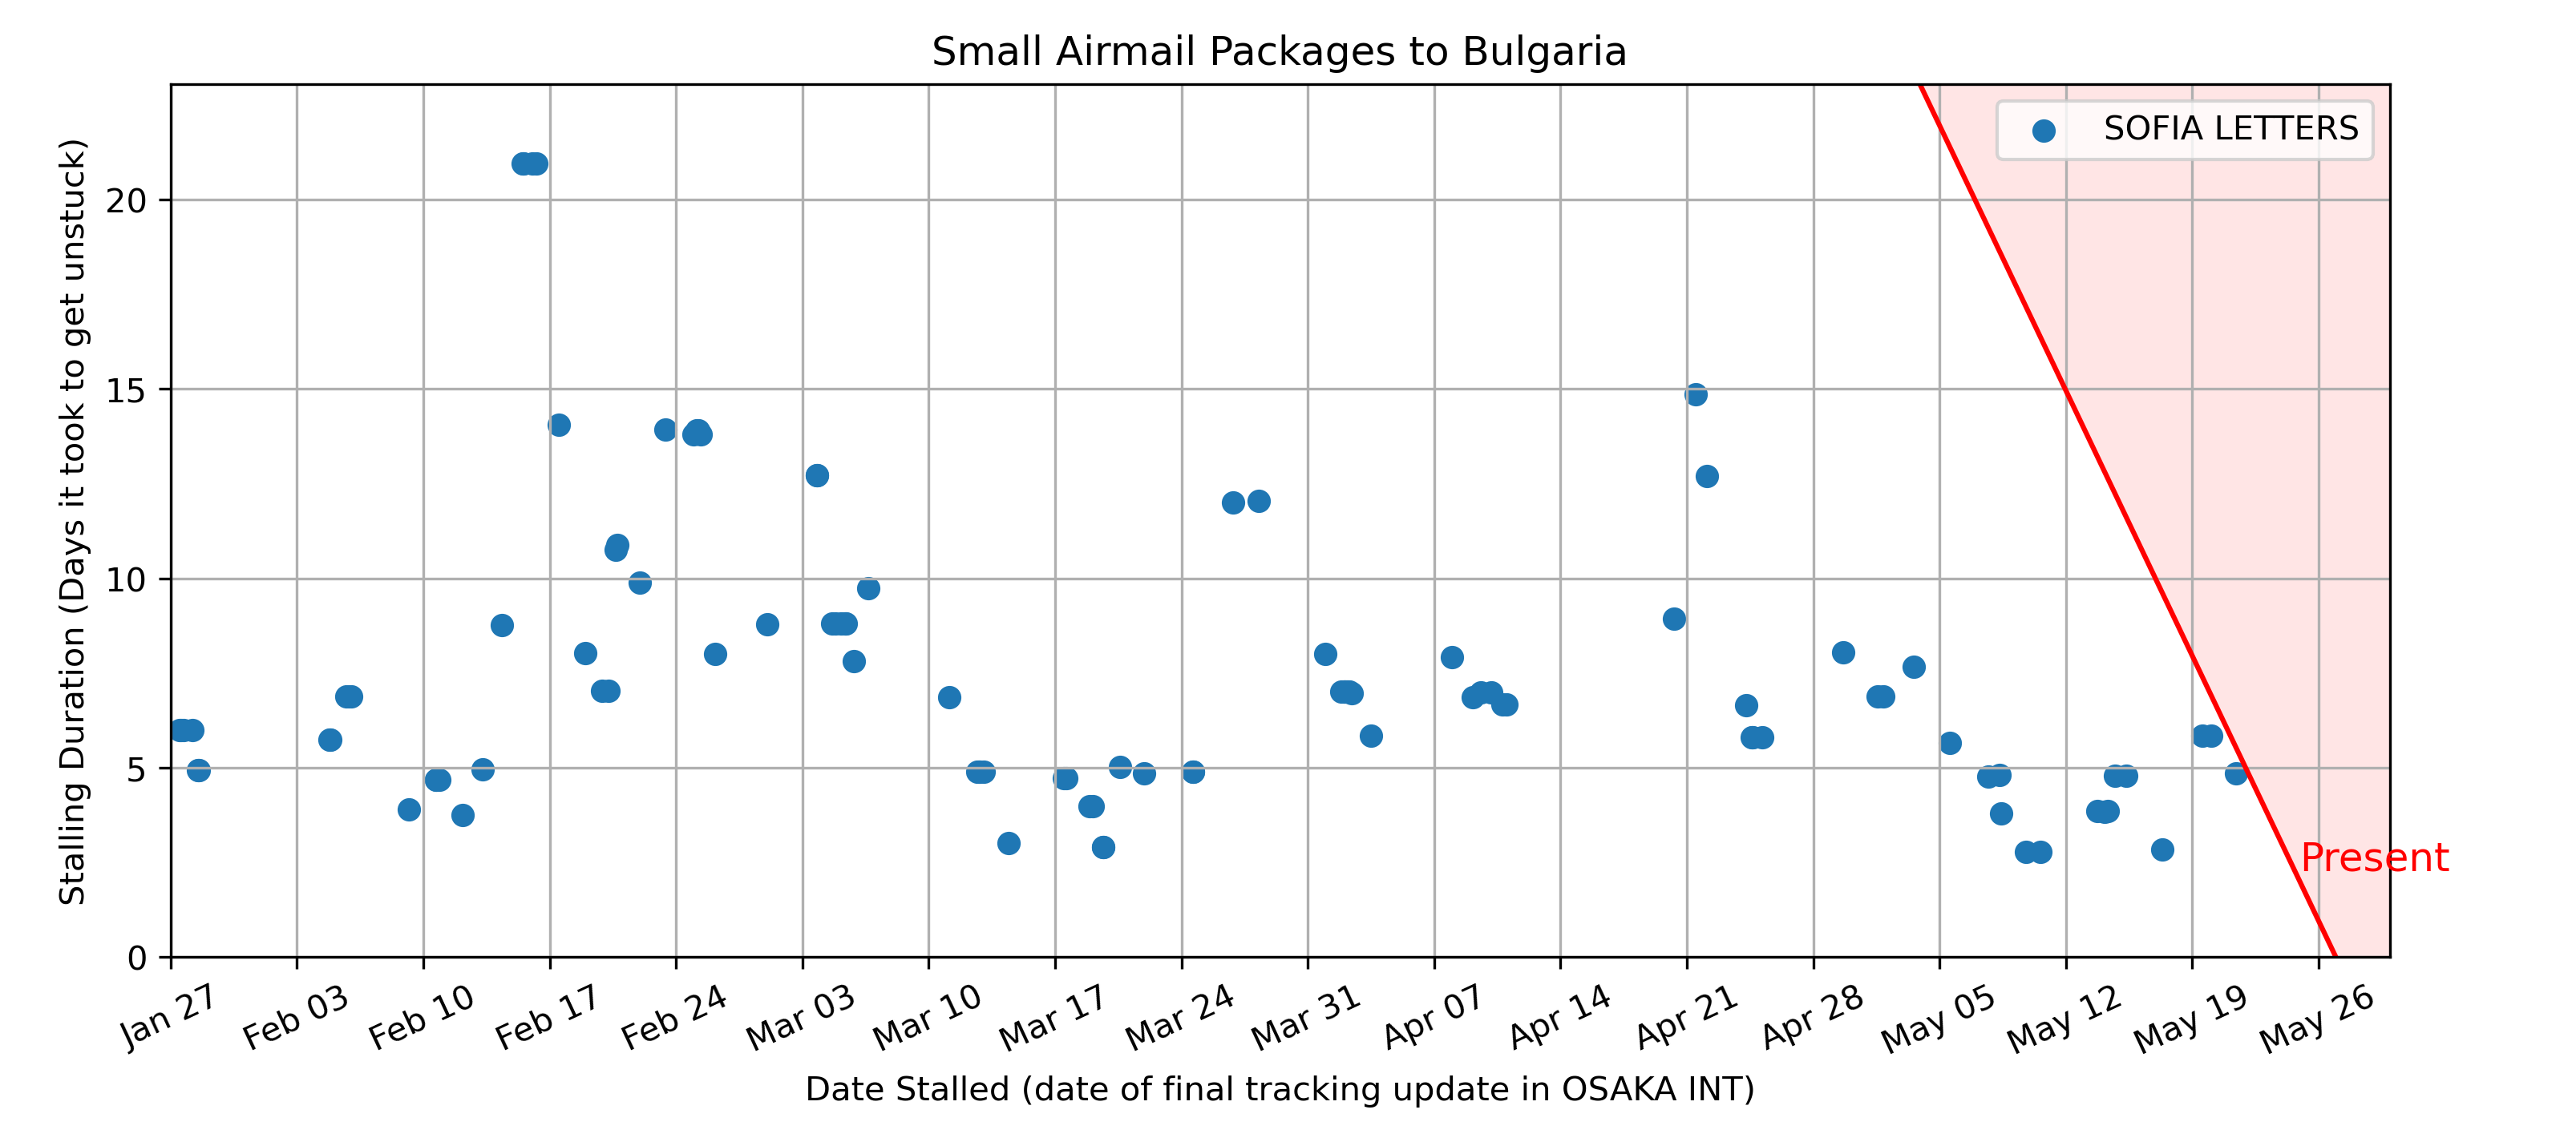 Small Airmail Packages to Bulgaria
SOFIA LETTERS
Stalling Duration (Days it took to get unstuck)
20
15
10
5
0
Present
Jan 27
Feb 03
Feb 10
Feb 17
Feb 24
Mar 03
Mar 10
Mar 17
Mar 24
Mar 31
Apr 07
Apr 14
Apr 21
Apr 28
May 05
May 12
May 19
May 26
Date Stalled (date of final tracking update in OSAKA INT)